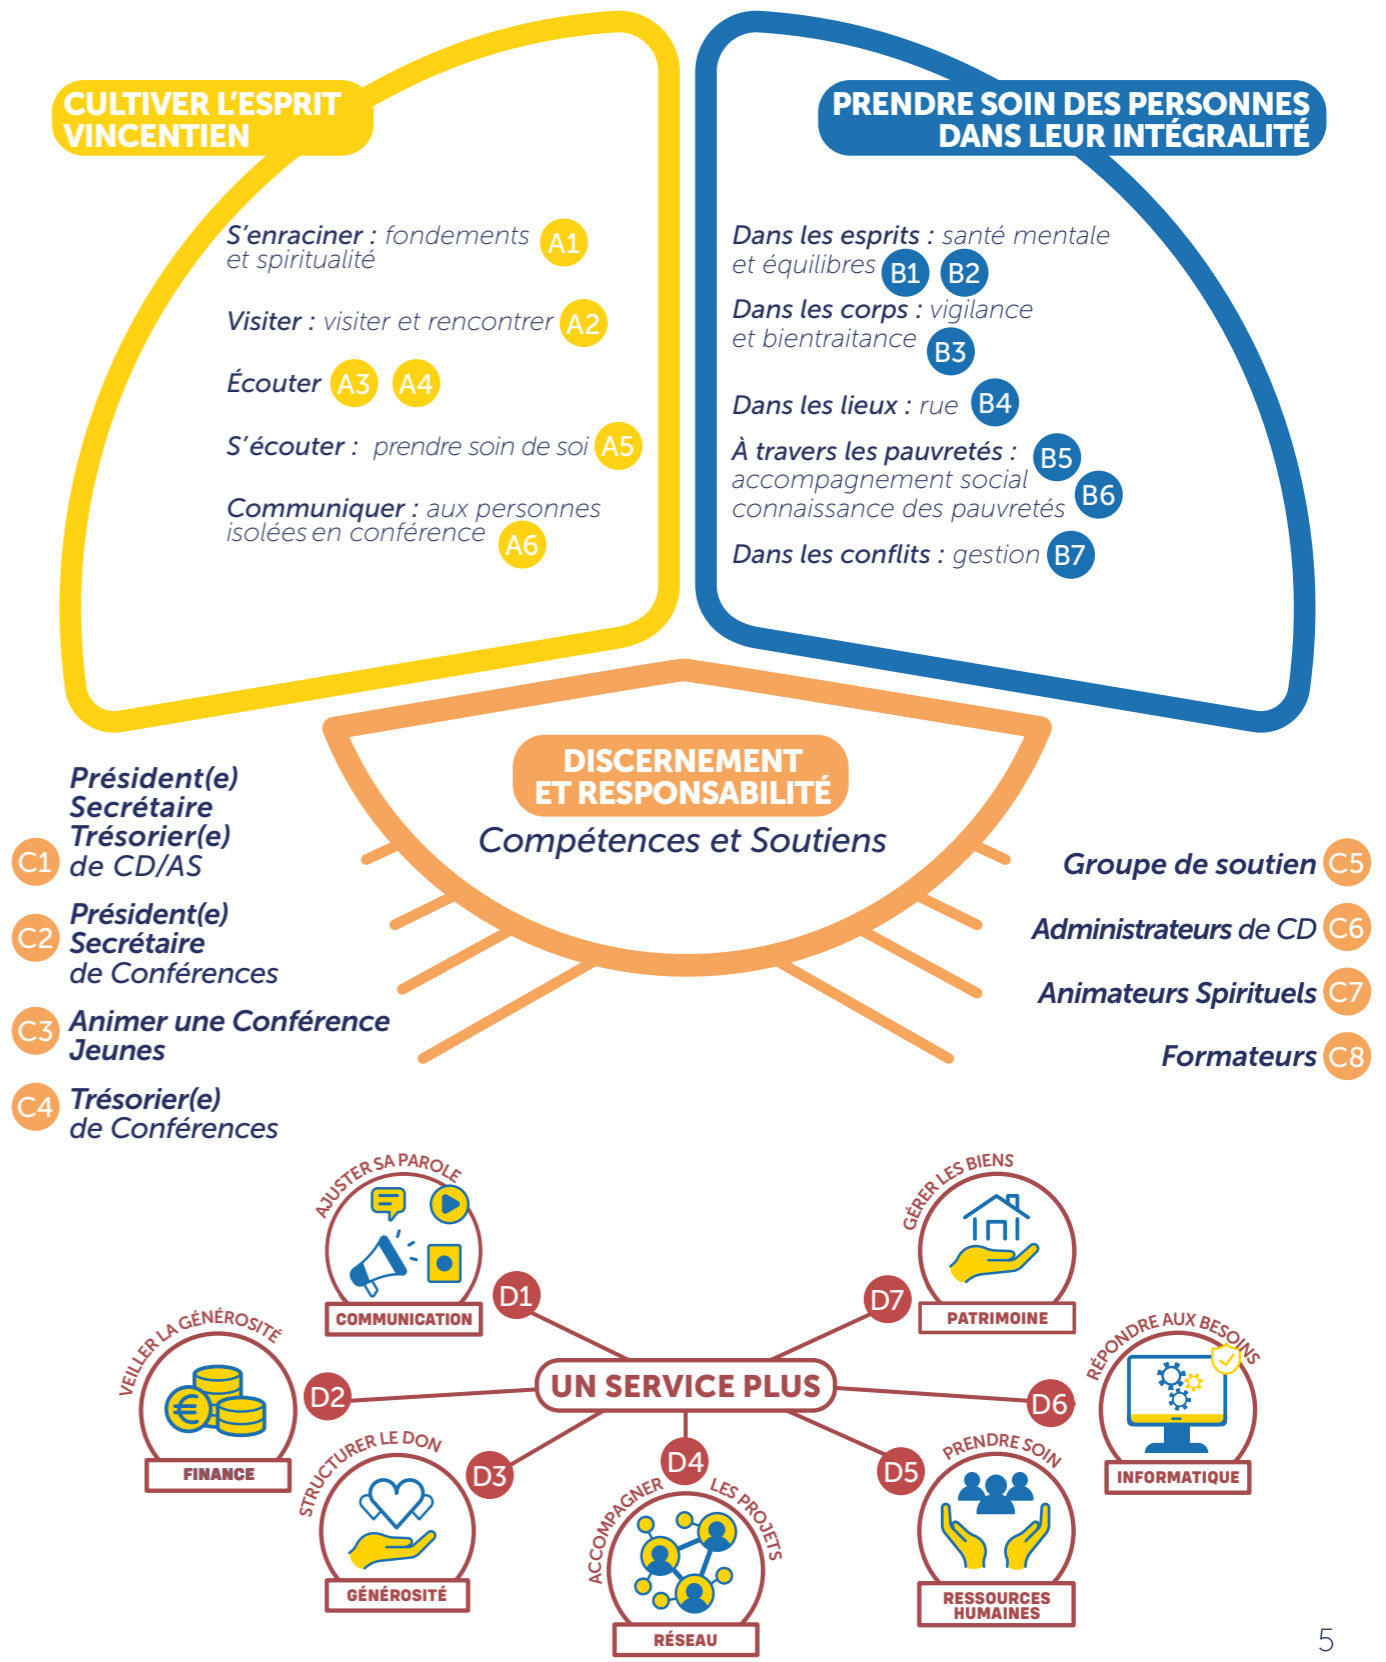 CULTIVER L'ESPRIT
VINCENTIEN
S'enraciner : fondements
et spiritualité
A1
Visiter : visiter et rencontrer A2
Écouter A3 A4
S'écouter : prendre soin de soi A5
Communiquer : aux personnes
isolées en conférence A6
PRENDRE SOIN DES PERSONNES
DANS LEUR INTÉGRALITÉ
Dans les esprits : santé mentale
et équilibres B1 B2
Dans les corps : vigilance
et bientraitance B3
Dans les lieux : rue B4
À travers les pauvretés : B5
accompagnement social
connaissance des pauvretés B6
Dans les conflits : gestion B7
DISCERNEMENT
ET RESPONSABILITÉ
Compétences et Soutiens
Président(e)
Secrétaire
Trésorier(e)
C1 de CD/AS
Président(e)
C2 Secrétaire
de Conférences
C3 Animer une Conférence
Jeunes
C4 Trésorier(e)
de Conférences
Groupe de soutien C5
Administrateurs de CD C6
Animateurs Spirituels C7
Formateurs C8
UN SERVICE PLUS
AJUSTER SA PAROLE
COMMUNICATION
D1
VEILLER LA GÉNÉROSITÉ
FINANCE
D2
STRUCTURER LE DON
GÉNÉROSITÉ
D3
D4
ACCOMPAGNER LES PROJETS
RÉSEAU
D5
PRENDRE SOIN
RESSOURCES
HUMAINES
D6
RÉPONDRE AUX BESOINS
INFORMATIQUE
D7
GÉRER LES BIENS
PATRIMOINE
5